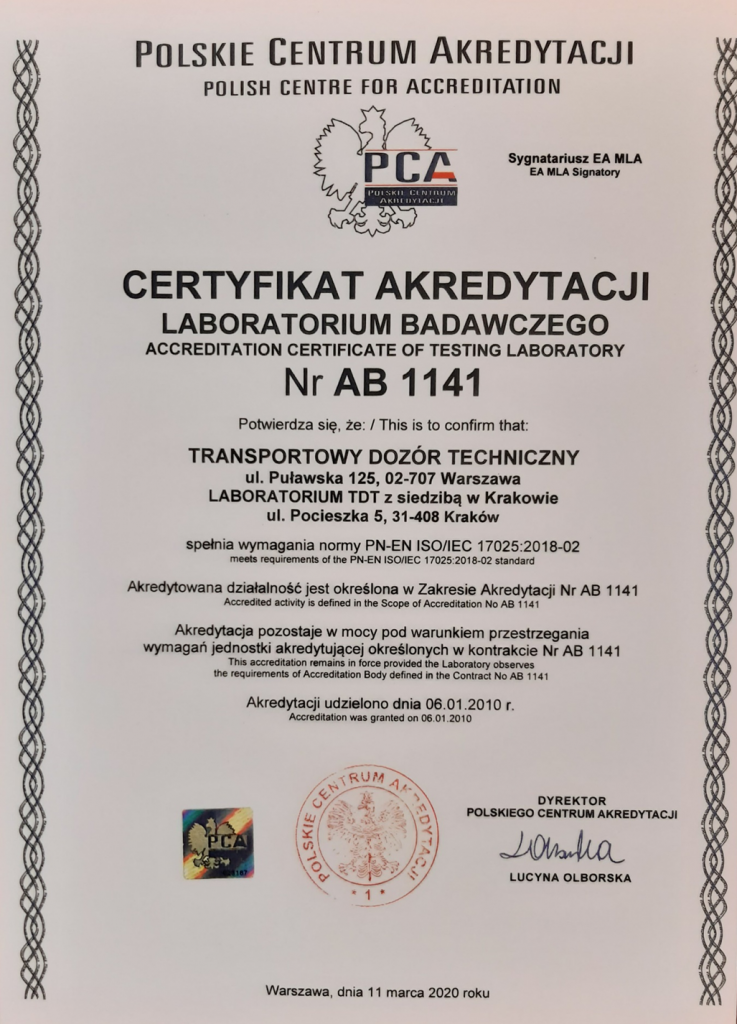 POLSKIE CENTRUM AKREDYTACJI
POLISH CENTRE FOR ACCREDITATION
PCA
POLSKIE CENTRUM
AKREDYTACJI
Sygnatariusz EA MLA
EA MLA Signatory
CERTYFIKAT AKREDYTACJI
LABORATORIUM BADAWCZEGO
ACCREDITATION CERTIFICATE OF TESTING LABORATORY
Nr AB 1141
Potwierdza się, że: / This is to confirm that:
TRANSPORTOWY DOZÓR TECHNICZNY
ul. Puławska 125, 02-707 Warszawa
LABORATORIUM TDT z siedzibą w Krakowie
ul. Pocieszka 5, 31-408 Kraków
spełnia wymagania normy PN-EN ISO/IEC 17025:2018-02
meets requirements of the PN-EN ISO/IEC 17025:2018-02 standard
Akredytowana działalność jest określona w Zakresie Akredytacji Nr AB 1141
Accredited activity is defined in the Scope of Accreditation No AB 1141
Akredytacja pozostaje w mocy pod warunkiem przestrzegania
wymagań jednostki akredytującej określonych w kontrakcie Nr AB 1141
This accreditation remains in force provided the Laboratory observes
the requirements of Accreditation Body defined in the Contract No AB 1141
Akredytacji udzielono dnia 06.01.2010 r.
Accreditation was granted on 06.01.2010
PCA
POLSKIE CENTRUM AKREDYTACJI
* 1 *
DYREKTOR
POLSKIEGO CENTRUM AKREDYTACJI
LUCYNA OLBORSKA
Warszawa, dnia 11 marca 2020 roku